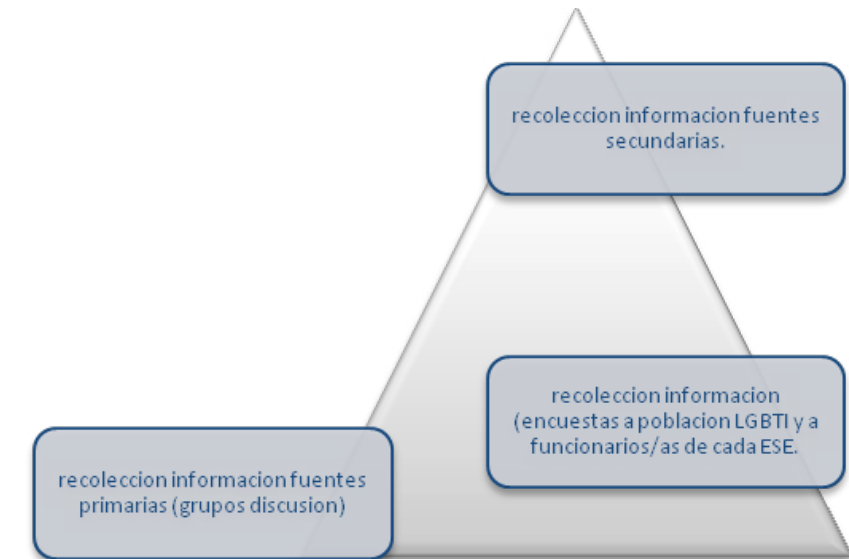 recoleccion informacion fuentes
secundarias.
recoleccion informacion
(encuestas a poblacion LGBTI y a
funcionarios/as de cada ESE.
recoleccion informacion fuentes
primarias (grupos discusion)